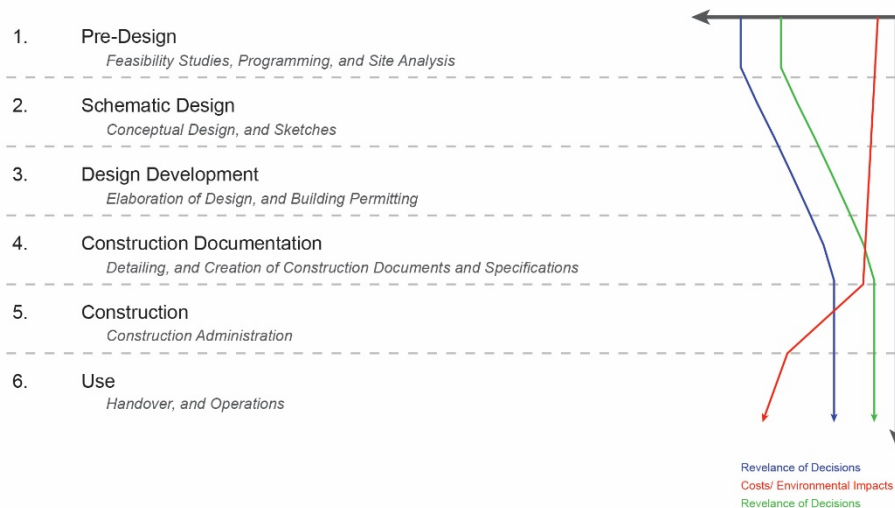 1. Pre-Design
Feasibility Studies, Programming, and Site Analysis
2. Schematic Design
Conceptual Design, and Sketches
3. Design Development
Elaboration of Design, and Building Permitting
4. Construction Documentation
Detailing, and Creation of Construction Documents and Specifications
5. Construction
Construction Administration
6. Use
Handover, and Operations
Revelance of Decisions
Costs/ Environmental Impacts
Revelance of Decisions